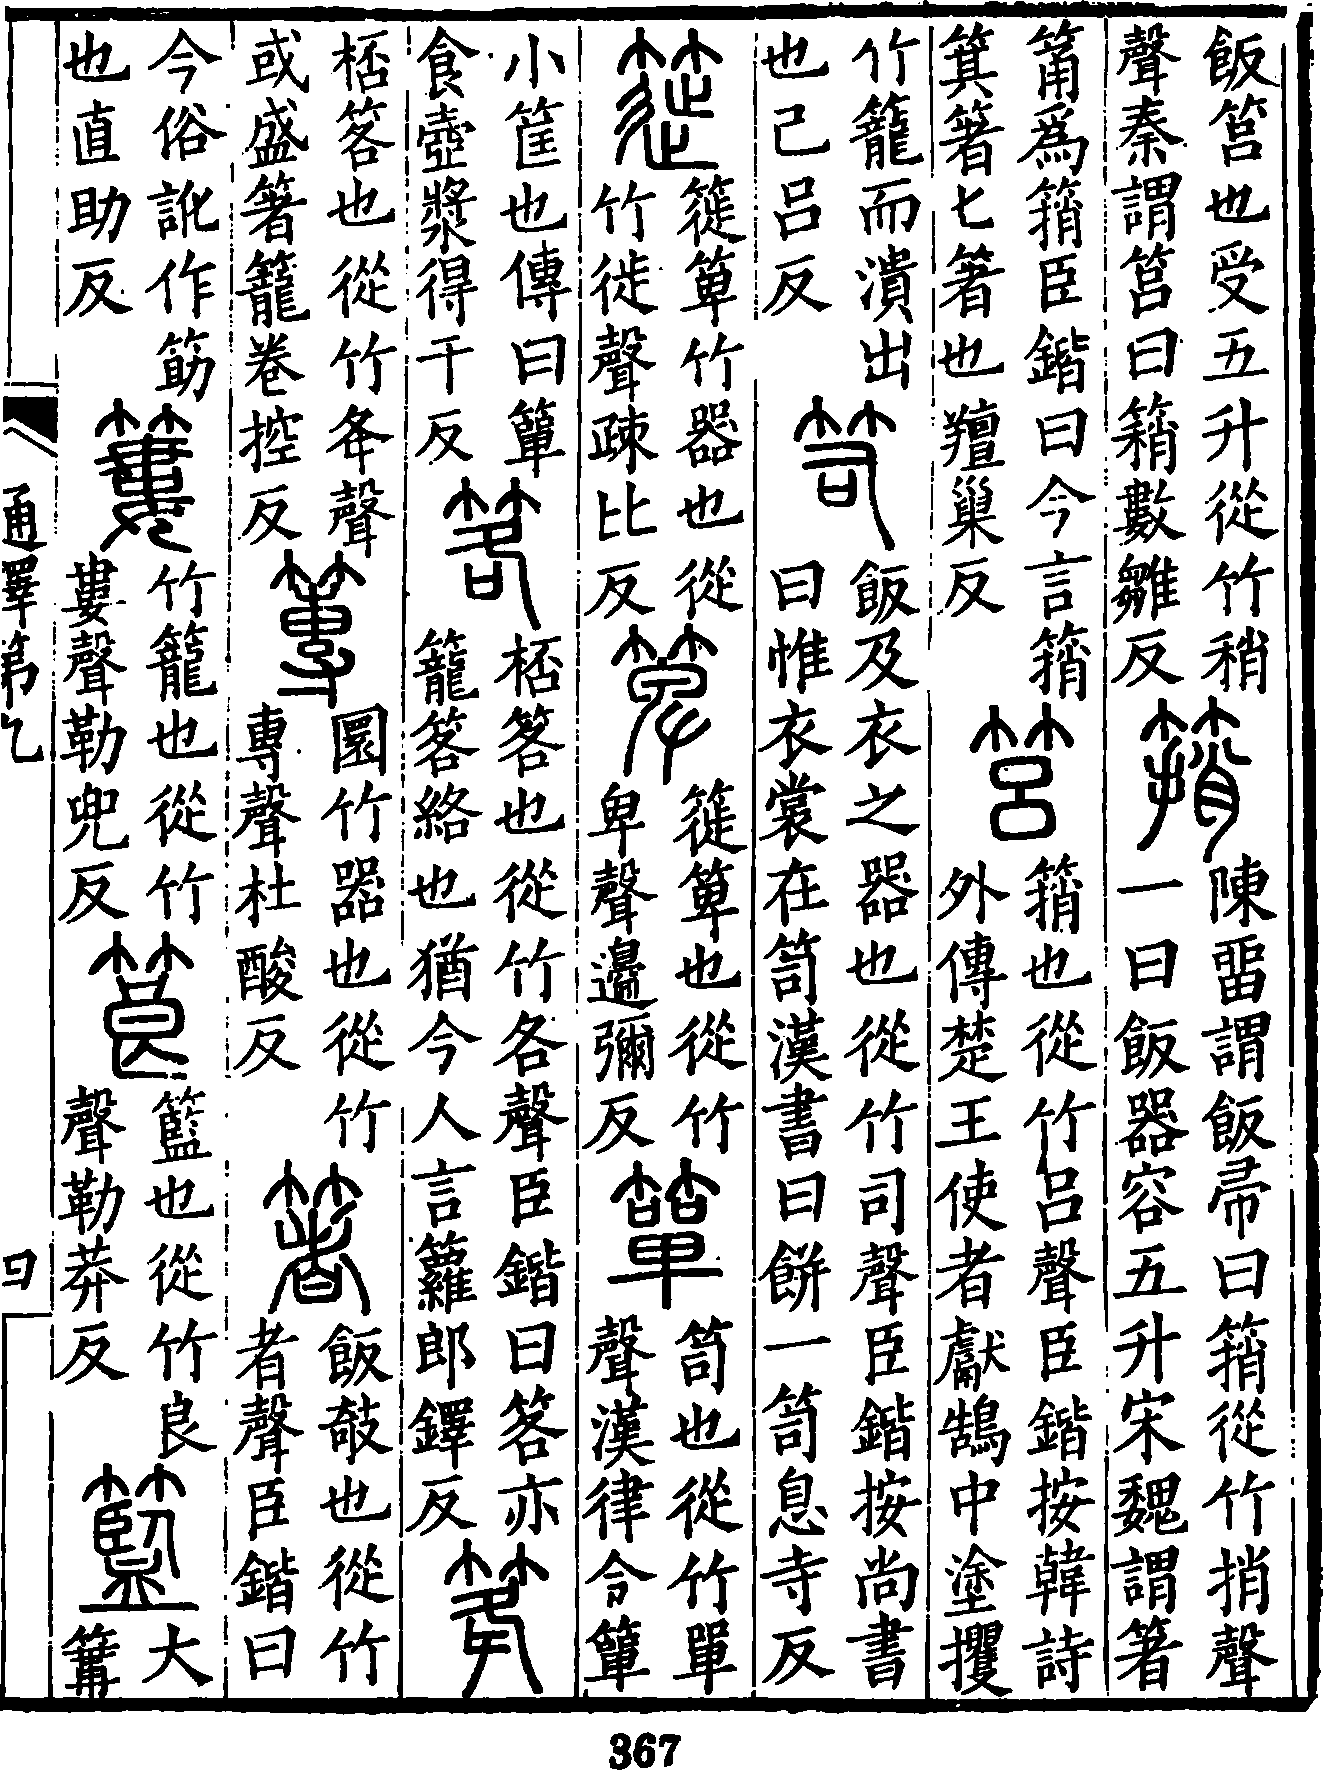 飯筥也受五升從竹稍
聲秦謂筥曰䈰數雛反
䈾
陳畱謂飯帚曰䈾從竹捎聲
一曰飯器容五升宋魏謂箸
筩爲䈾臣鍇曰今言䈾
箕箸七箸也羶巢反
筥
䈾也從竹呂聲臣鍇按韓詩
外傳楚王使者獻鵠中塗攫
竹籠而潰出
也己呂反
笥
飯及衣之器也從竹司聲臣鍇按尚書
曰惟衣裳在笥漢書曰餅一笥息寺反
簁
簁箄竹器也從
竹徙聲疎比反
箄
簁箄也從竹
卑聲邉彌反
簞
笥也從竹單
聲漢律令簞
小筐也傳曰簞
食壺漿得干反
笿
桮笿也從竹各聲臣鍇曰笿亦
籠笿絡也猶今人言籮郎鐸反
䇶
桮笿也從竹夅聲
或盛箸籠卷控反
䉛
圜竹器也從竹
專聲杜酸反
箸
飯攲也從竹
者聲臣鍇曰
今俗訛作筯
也直助反
簍
竹籠也從竹
婁聲勒兜反
筤
籃也從竹良
聲勒莽反
籃
大
篝
通釋第九
367